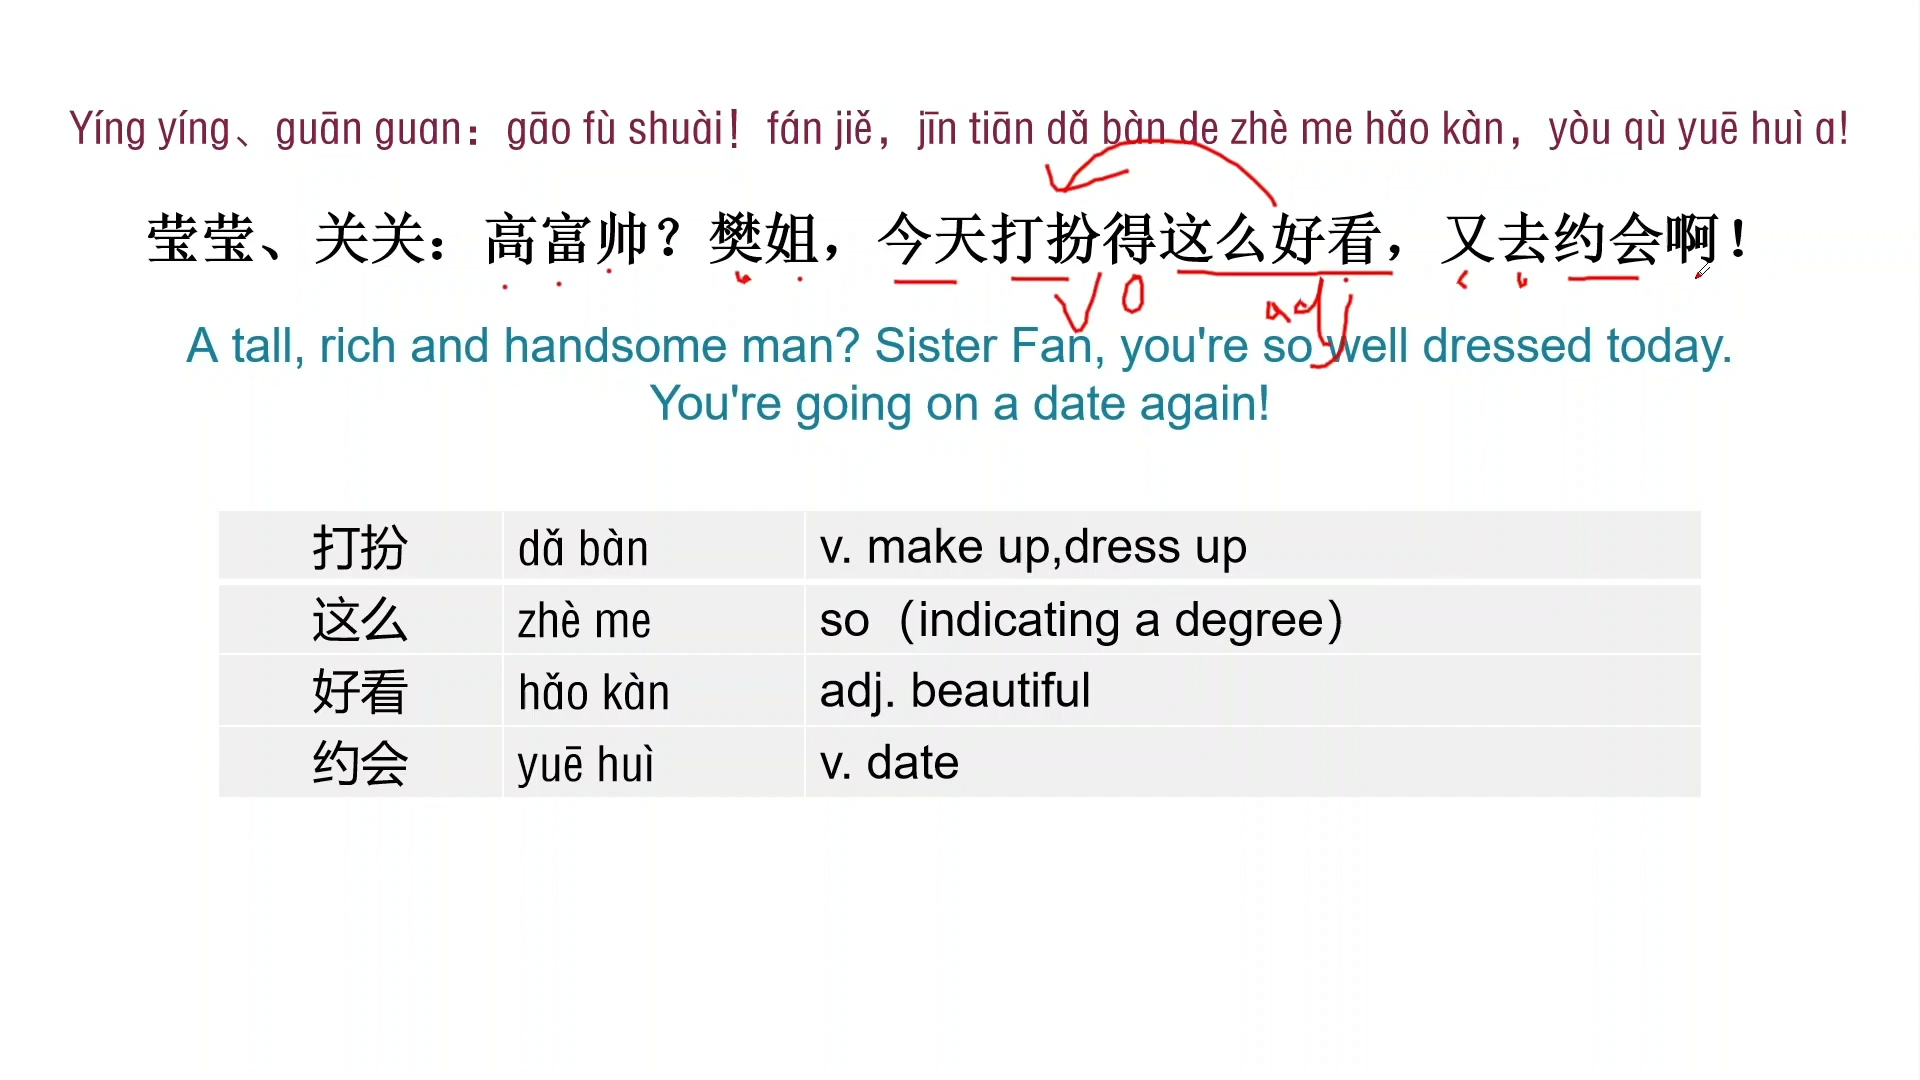 Yíng yíng、guān guan：gāo fù shuài！fán jiě，jīn tiān dǎ bàn de zhè me hǎo kàn，yòu qù yuē huì a!
莹莹、关关：高富帅？樊姐，今天打扮得这么好看，又去约会啊！
adj
A tall, rich and handsome man? Sister Fan, you're so well dressed today.
You're going on a date again!
打扮 dǎ bàn v. make up,dress up
这么 zhè me so（indicating a degree）
好看 hǎo kàn adj. beautiful
约会 yuē huì v. date